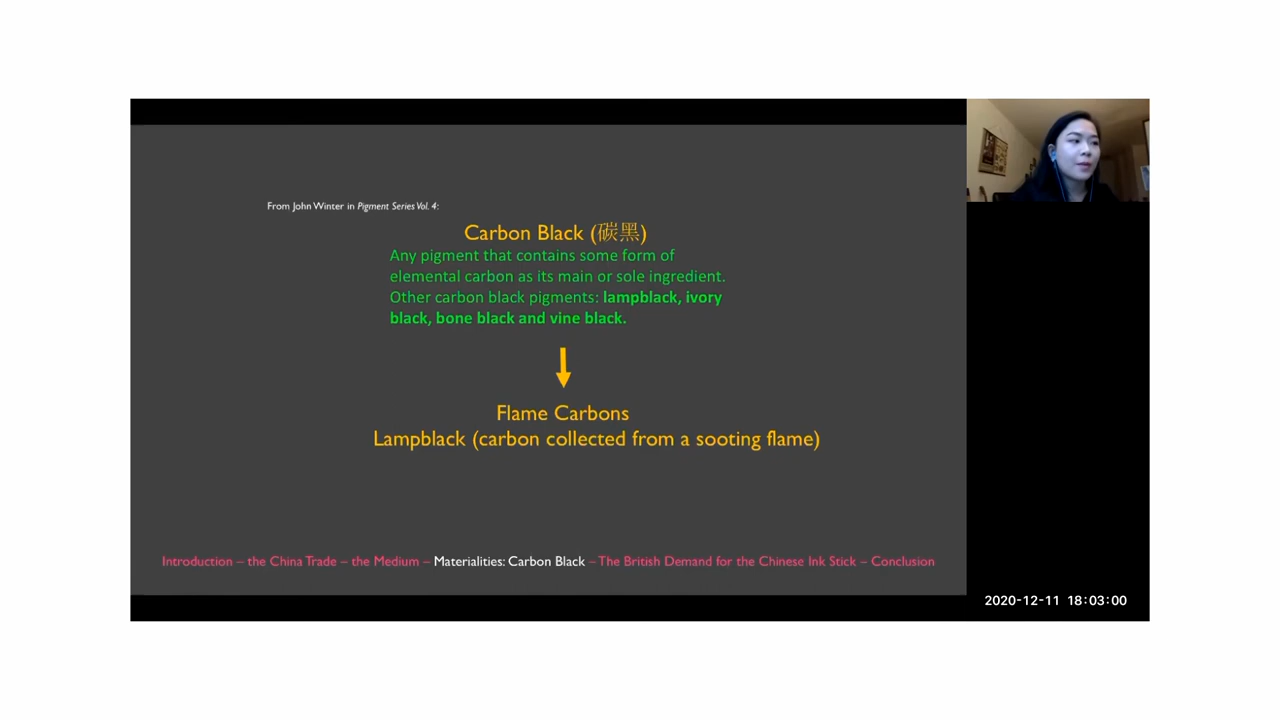 From John Winter in Pigment Series Vol. 4:
Carbon Black (碳黑)
Any pigment that contains some form of
elemental carbon as its main or sole ingredient.
Other carbon black pigments: lampblack, ivory
black, bone black and vine black.
Flame Carbons
Lampblack (carbon collected from a sooting flame)
Introduction – the China Trade – the Medium – Materialities: Carbon Black – The British Demand for the Chinese Ink Stick – Conclusion
2020-12-11 18:03:00